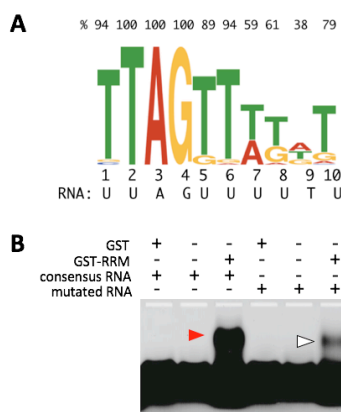 A
% 94 100 100 100 89 94 59 61 38 79
TTAGTTTTAT
1 2 3 4 5 6 7 8 9 10
RNA: U U A G U U U U T U
B
GST + - - + - -
GST-RRM - - + - - +
consensus RNA + + + - - -
mutated RNA - - - + + +